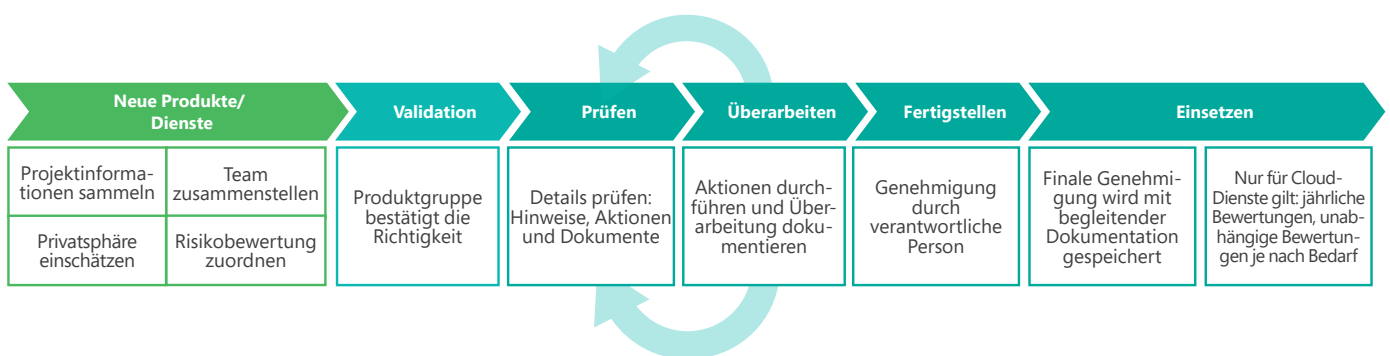 Neue Produkte/
Dienste
Validation
Prüfen
Überarbeiten
Fertigstellen
Einsetzen
Projektinforma-
tionen sammeln
Team
zusammenstellen
Privatsphäre
einschätzen
Risikobewertung
zuordnen
Produktgruppe
bestätigt die
Richtigkeit
Details prüfen:
Hinweise, Aktionen
und Dokumente
Aktionen durch-
führen und Über-
arbeitung doku-
mentieren
Genehmigung
durch
verantwortliche
Person
Finale Genehmi-
gung wird mit
begleitender
Dokumentation
gespeichert
Nur für Cloud-
Dienste gilt: jährliche
Bewertungen, unab-
hängige Bewertun-
gen je nach Bedarf